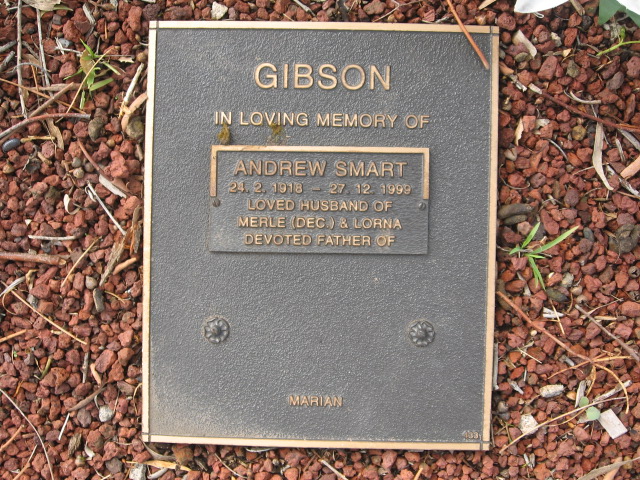 GIBSON
IN LOVING MEMORY OF
ANDREW SMART
24. 2. 1918 – 27. 12. 1999
LOVED HUSBAND OF
MERLE (DEC.) & LORNA
DEVOTED FATHER OF
MARIAN